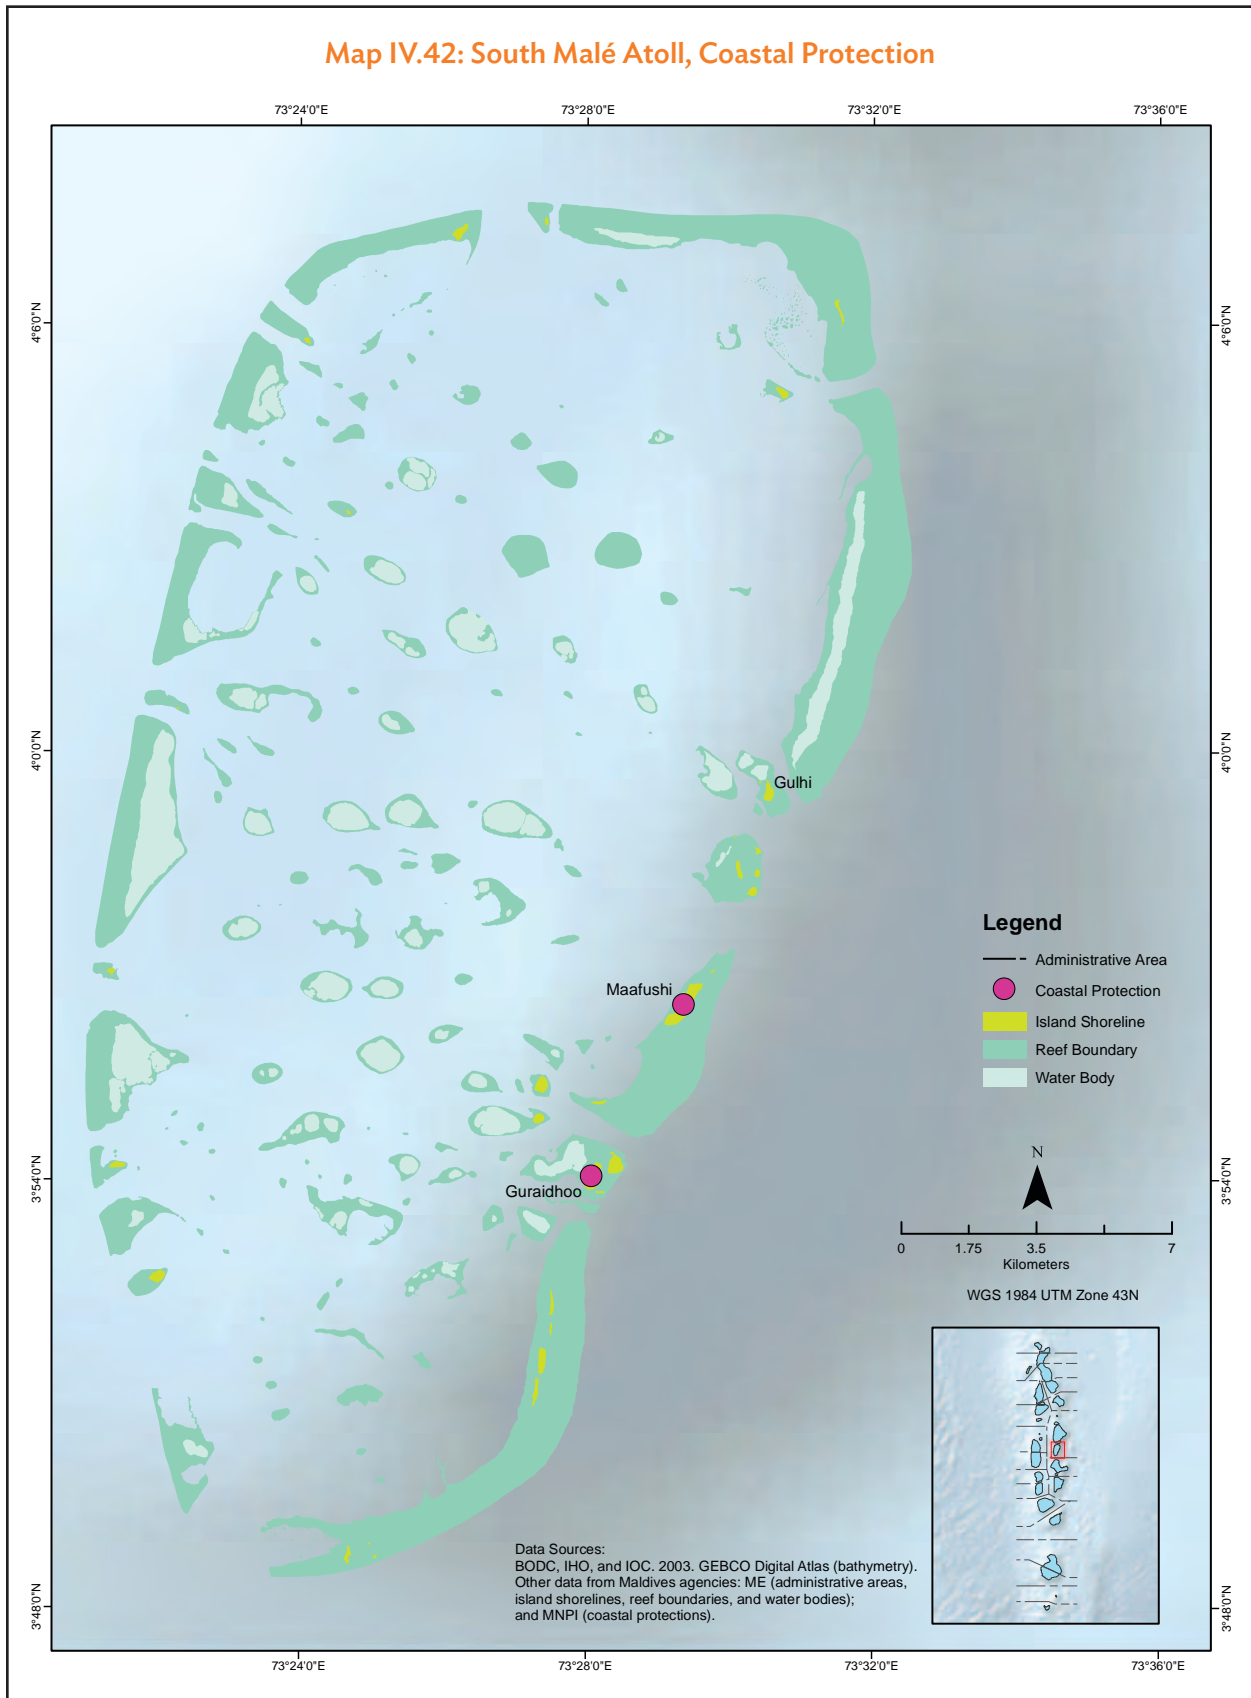 Map IV.42: South Malé Atoll, Coastal Protection
73°24'0"E
73°28'0"E
73°32'0"E
73°36'0"E
4°6'0"N
4°6'0"N
4°0'0"N
4°0'0"N
Gulhi
Legend
Administrative Area
Coastal Protection
Island Shoreline
Reef Boundary
Water Body
Maafushi
3°54'0"N
3°54'0"N
Guraidhoo
N
0
1.75
3.5
7
Kilometers
WGS 1984 UTM Zone 43N
Data Sources:
BODC, IHO, and IOC. 2003. GEBCO Digital Atlas (bathymetry).
Other data from Maldives agencies: ME (administrative areas,
island shorelines, reef boundaries, and water bodies);
and MNPI (coastal protections).
3°48'0"N
3°48'0"N
73°24'0"E
73°28'0"E
73°32'0"E
73°36'0"E